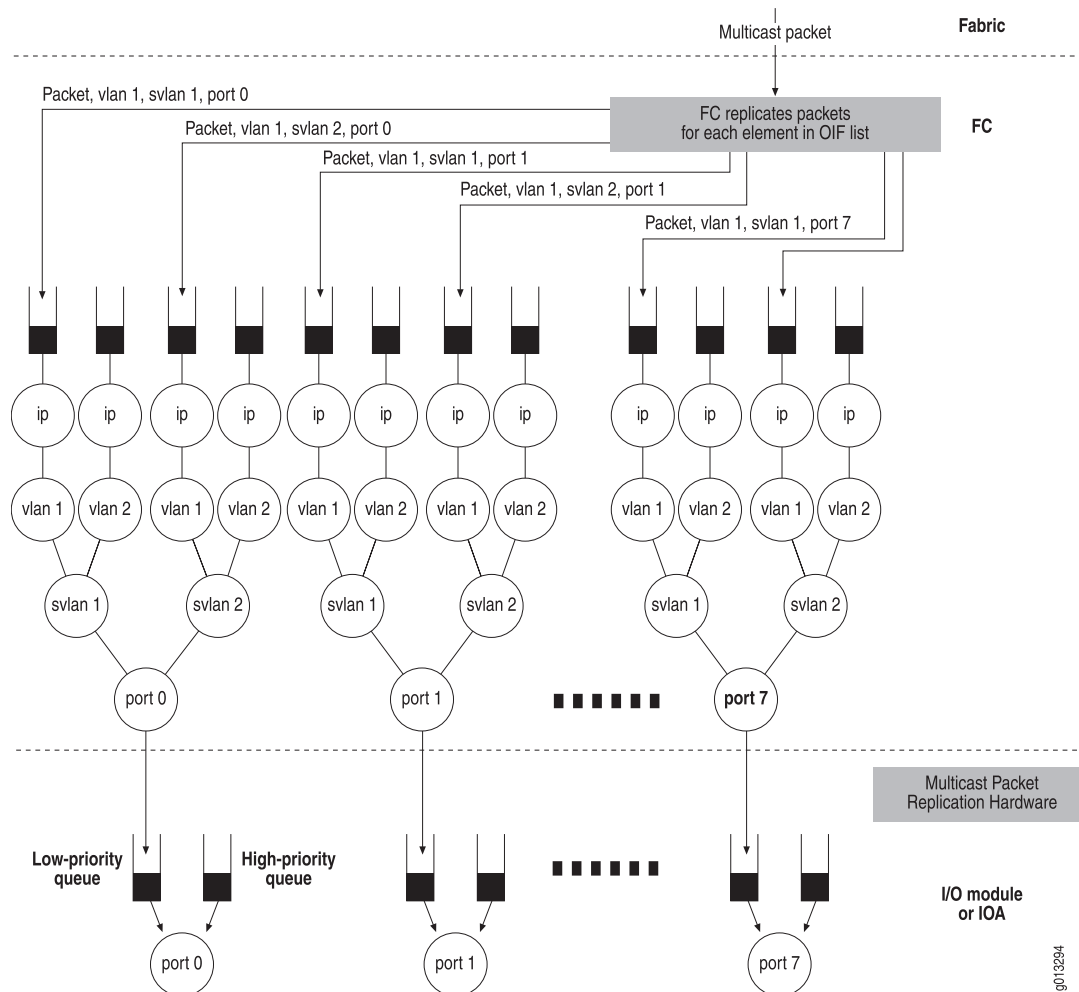 Multicast packet
Fabric
Packet, vlan 1, svlan 1, port 0
FC replicates packets
for each element in OIF list
FC
Packet, vlan 1, svlan 2, port 0
Packet, vlan 1, svlan 1, port 1
Packet, vlan 1, svlan 2, port 1
Packet, vlan 1, svlan 1, port 7
ip ip ip ip ip ip ip ip ip ip ip ip
vlan 1 vlan 2 vlan 1 vlan 2 vlan 1 vlan 2 vlan 1 vlan 2 vlan 1 vlan 2 vlan 1 vlan 2
svlan 1 svlan 2 svlan 1 svlan 2 svlan 1 svlan 2
port 0 port 1 port 7
Multicast Packet
Replication Hardware
Low-priority
queue
High-priority
queue
I/O module
or IOA
port 0 port 1 port 7
g013294